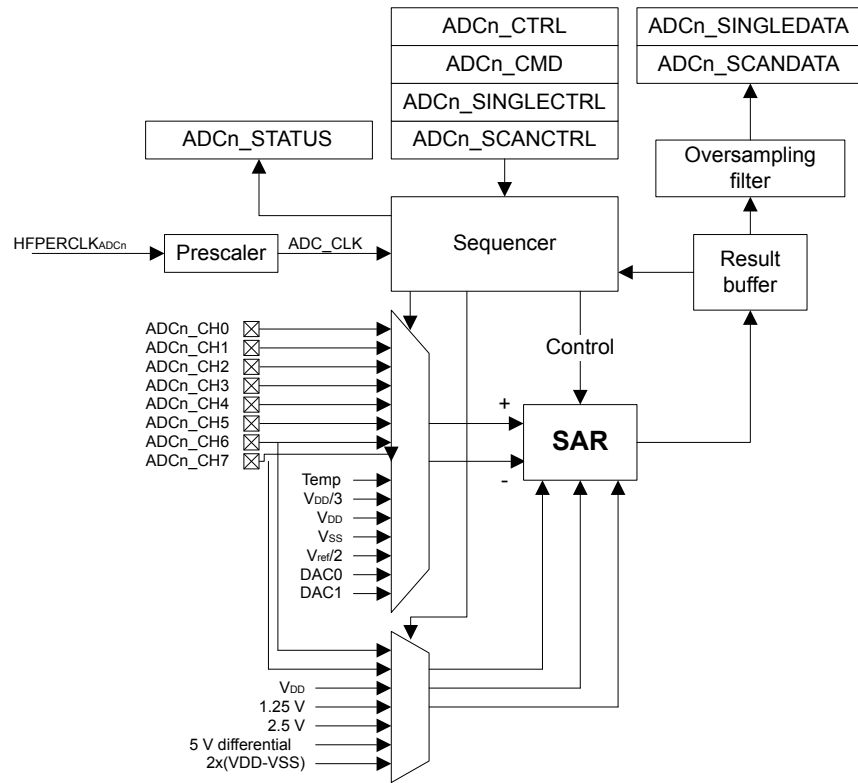 ADCn_CTRL
ADCn_SINGLEDATA
ADCn_CMD
ADCn_SCANDATA
ADCn_SINGLECTRL
ADCn_STATUS
ADCn_SCANCTRL
Oversampling
filter
HFPERCLKADCn
Prescaler
ADC_CLK
Sequencer
Result
buffer
ADCn_CH0
ADCn_CH1
ADCn_CH2
ADCn_CH3
ADCn_CH4
ADCn_CH5
ADCn_CH6
ADCn_CH7
Control
+
SAR
-
Temp
VDD/3
VDD
VSS
Vref/2
DAC0
DAC1
VDD
1.25 V
2.5 V
5 V differential
2x(VDD-VSS)